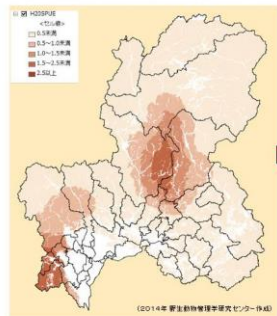 H23SPUE
<セル値>
0.5未満
0.5～1.0未満
1.0～1.5未満
1.5～2.5未満
2.5以上
(2014年 野生動物管理学研究センター作成)